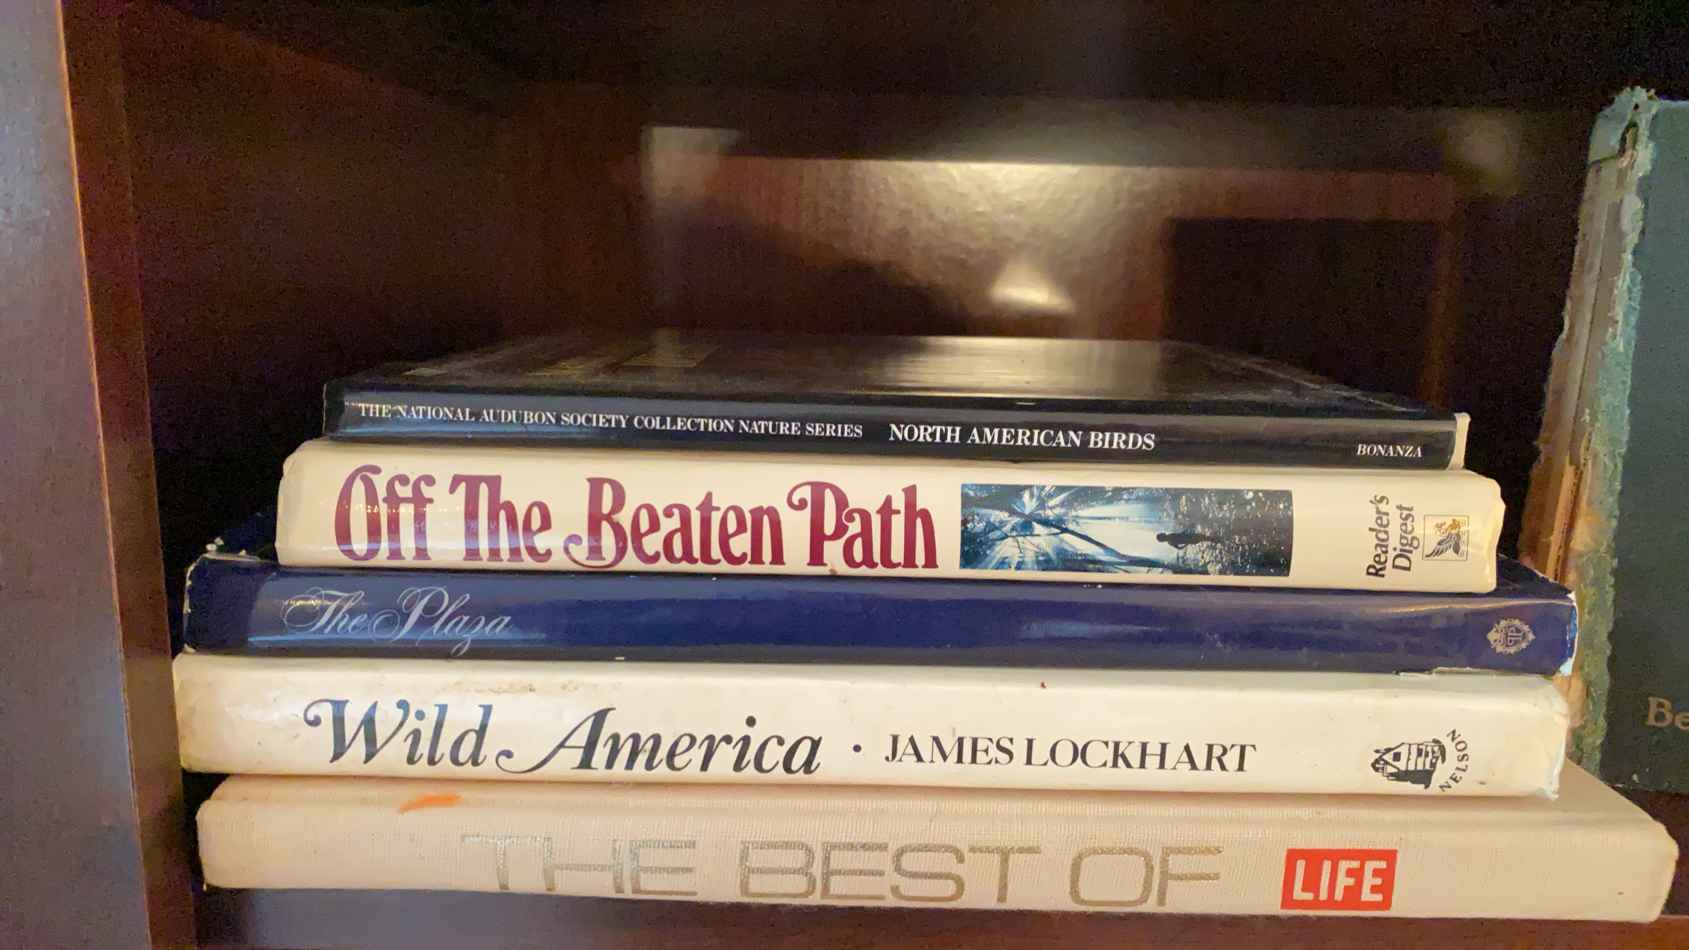 THE NATIONAL AUDUBON SOCIETY COLLECTION NATURE SERIES NORTH AMERICAN BIRDS BONANZA
Off The Beaten Path Reader's Digest
The Plaza
Wild America · JAMES LOCKHART NELSON
THE BEST OF LIFE
Be